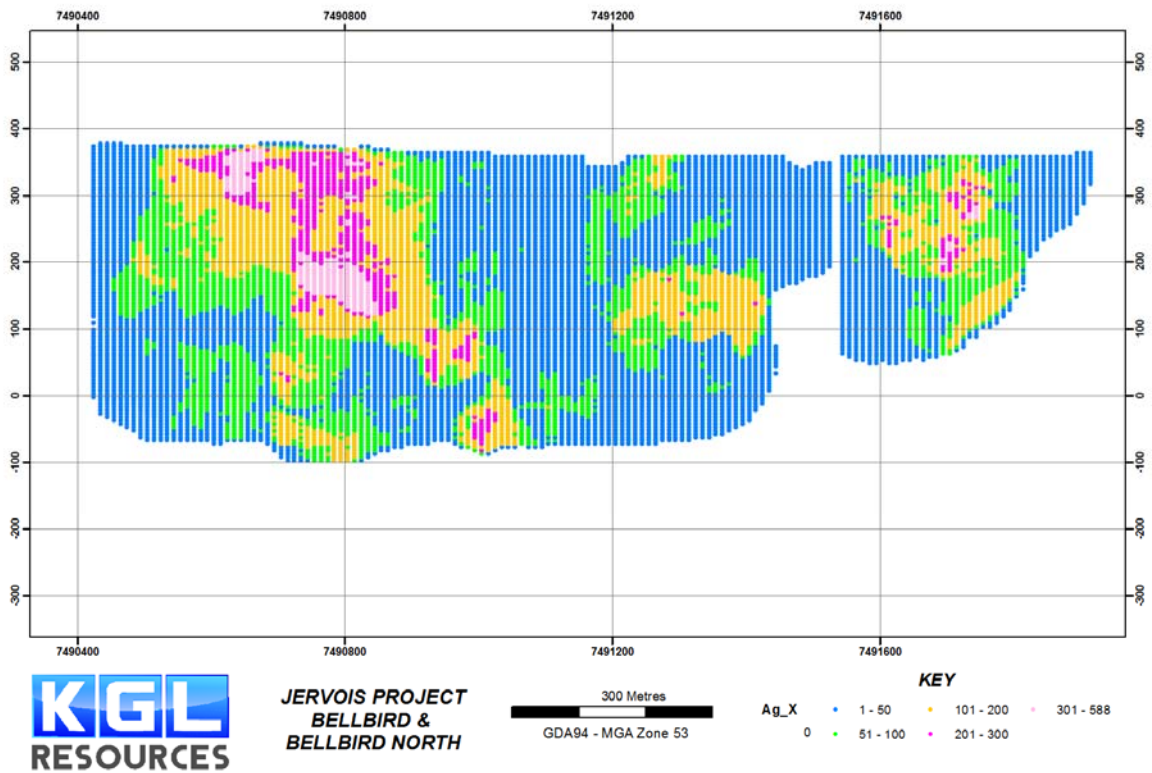 7490400 7490800 7491200 7491600
500 500
400 400
300 300
200 200
100 100
0 0
-100 -100
-200 -200
-300 -300
7490400 7490800 7491200 7491600
KGL
RESOURCES
JERVOIS PROJECT
BELLBIRD &
BELLBIRD NORTH
300 Metres
GDA94 - MGA Zone 53
KEY
Ag_X 1 - 50 101 - 200 301 - 588
0 51 - 100 201 - 300